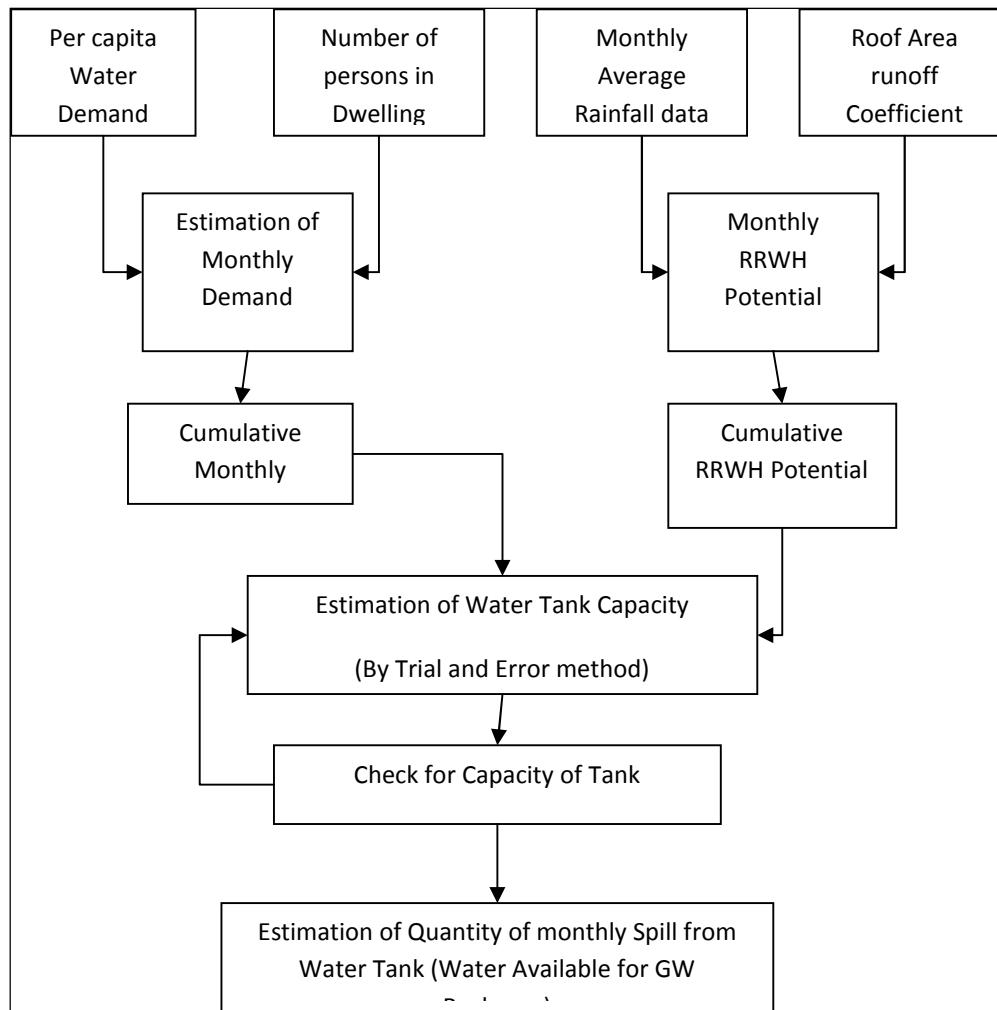 Per capita
Water
Demand
Number of
persons in
Dwelling
Monthly
Average
Rainfall data
Roof Area
runoff
Coefficient
Estimation of
Monthly
Demand
Monthly
RRWH
Potential
Cumulative
Monthly
Cumulative
RRWH Potential
Estimation of Water Tank Capacity
(By Trial and Error method)
Check for Capacity of Tank
Estimation of Quantity of monthly Spill from
Water Tank (Water Available for GW